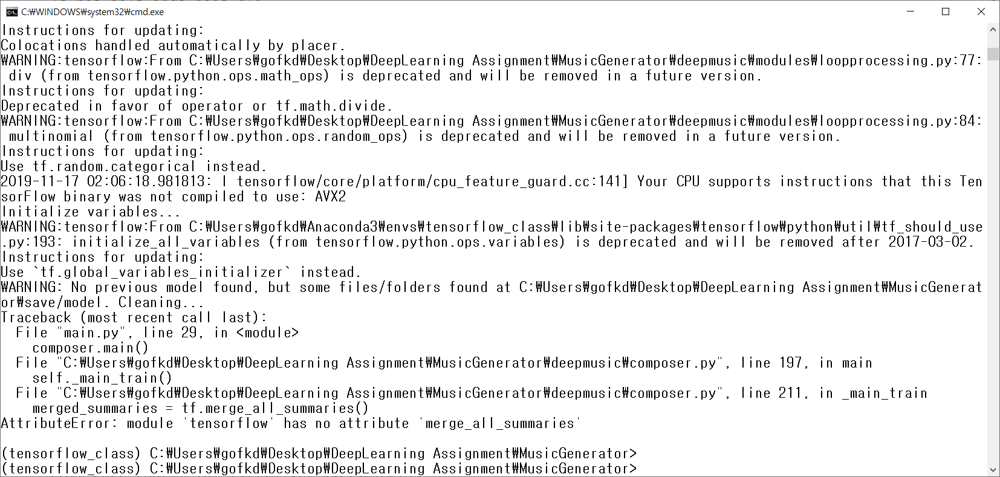 C:₩WINDOWS₩system32₩cmd.exe
Instructions for updating:
Colocations handled automatically by placer.
WARNING:tensorflow:From C:₩Users₩gofkd₩Desktop₩DeepLearning Assignment₩MusicGenerator₩deepmusic₩modules₩loopprocessing.py:77:
 div (from tensorflow.python.ops.math_ops) is deprecated and will be removed in a future version.
Instructions for updating:
Deprecated in favor of operator or tf.math.divide.
WARNING:tensorflow:From C:₩Users₩gofkd₩Desktop₩DeepLearning Assignment₩MusicGenerator₩deepmusic₩modules₩loopprocessing.py:84:
 multinomial (from tensorflow.python.ops.random_ops) is deprecated and will be removed in a future version.
Instructions for updating:
Use tf.random.categorical instead.
2019-11-17 02:06:18.981813: I tensorflow/core/platform/cpu_feature_guard.cc:141] Your CPU supports instructions that this Ten
sorFlow binary was not compiled to use: AVX2
Initialize variables...
WARNING:tensorflow:From C:₩Users₩gofkd₩Anaconda3₩envs₩tensorflow_class₩lib₩site-packages₩tensorflow₩python₩util₩tf_should_use
.py:193: initialize_all_variables (from tensorflow.python.ops.variables) is deprecated and will be removed after 2017-03-02.
Instructions for updating:
Use `tf.global_variables_initializer` instead.
WARNING: No previous model found, but some files/folders found at C:₩Users₩gofkd₩Desktop₩DeepLearning Assignment₩MusicGenerat
or₩save/model. Cleaning...
Traceback (most recent call last):
  File "main.py", line 29, in <module>
    composer.main()
  File "C:₩Users₩gofkd₩Desktop₩DeepLearning Assignment₩MusicGenerator₩deepmusic₩composer.py", line 197, in main
    self._main_train()
  File "C:₩Users₩gofkd₩Desktop₩DeepLearning Assignment₩MusicGenerator₩deepmusic₩composer.py", line 211, in _main_train
    merged_summaries = tf.merge_all_summaries()
AttributeError: module 'tensorflow' has no attribute 'merge_all_summaries'
(tensorflow_class) C:₩Users₩gofkd₩Desktop₩DeepLearning Assignment₩MusicGenerator>
(tensorflow_class) C:₩Users₩gofkd₩Desktop₩DeepLearning Assignment₩MusicGenerator>